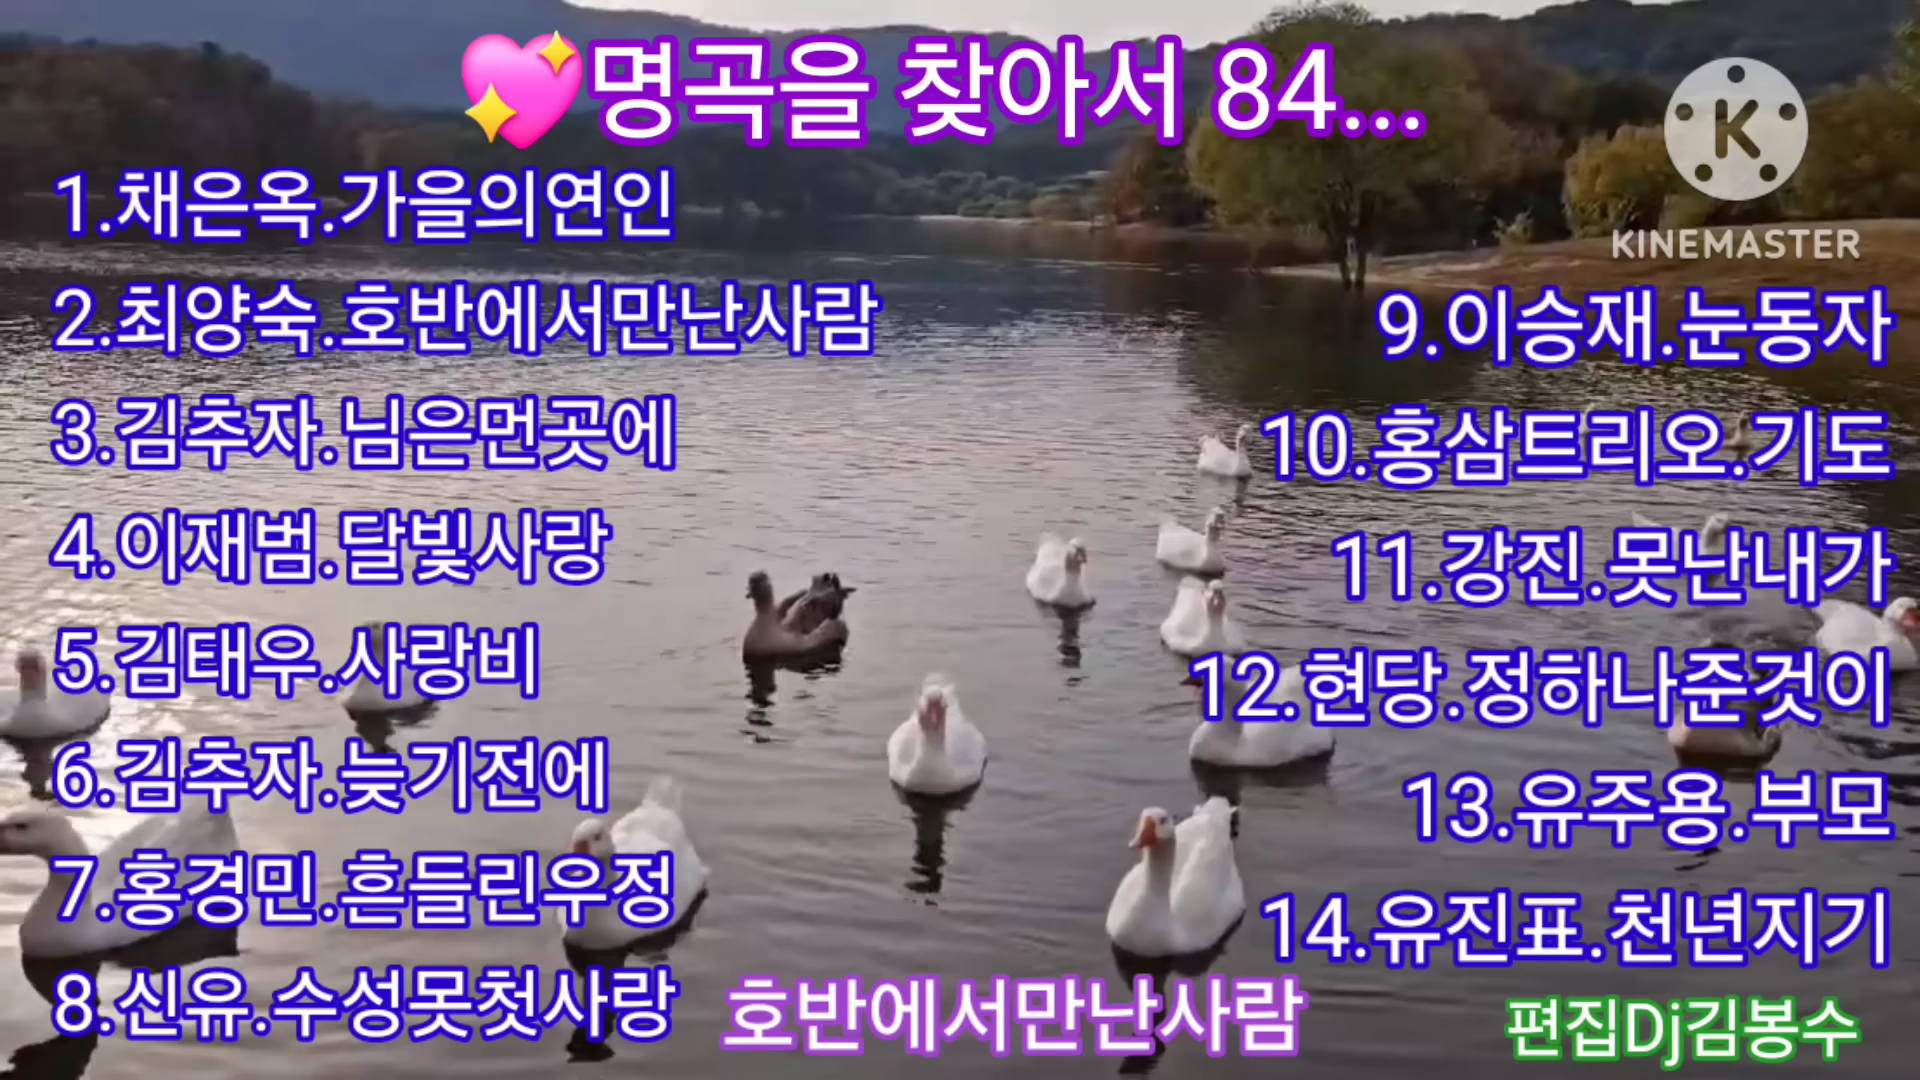 💖명곡을 찾아서 84...
KINEMASTER
1.채은옥.가을의연인
2.최양숙.호반에서만난사람
3.김추자.님은먼곳에
4.이재범.달빛사랑
5.김태우.사랑비
6.김추자.늦기전에
7.홍경민.흔들린우정
8.신유.수성못첫사랑
9.이승재.눈동자
10.홍삼트리오.기도
11.강진.못난내가
12.현당.정하나준것이
13.유주용.부모
14.유진표.천년지기
호반에서만난사람
편집Dj김봉수